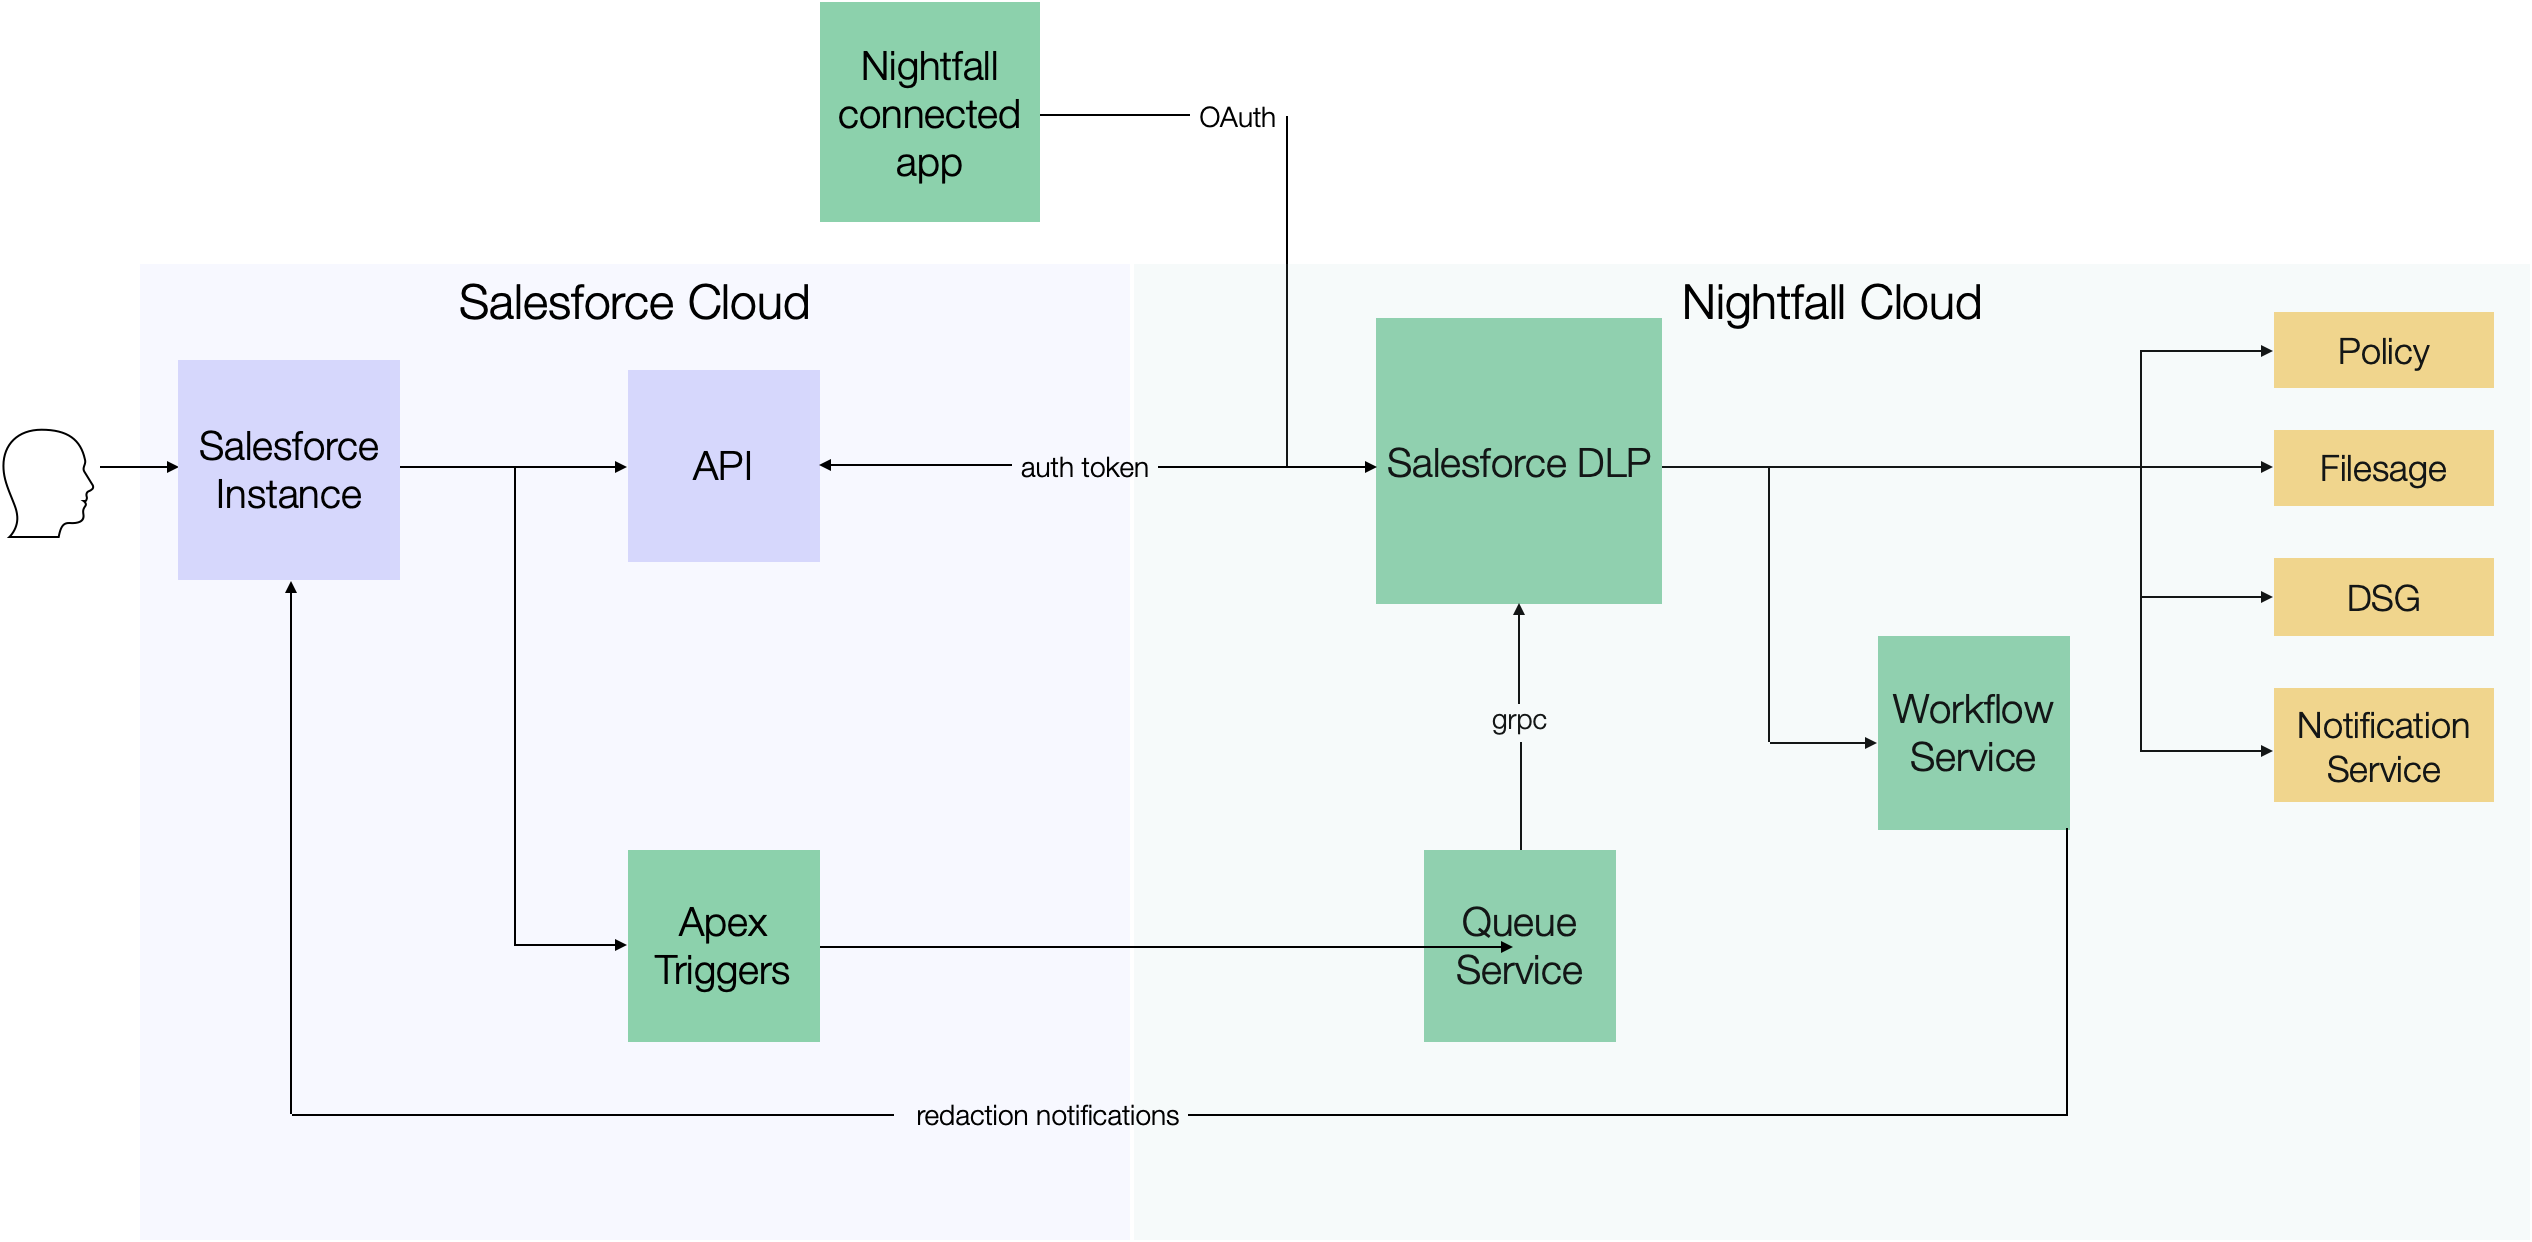 Nightfall
connected
app
OAuth
Salesforce Cloud
Nightfall Cloud
Salesforce
Instance
API
auth token
Salesforce DLP
Policy
Filesage
DSG
Notification
Service
grpc
Workflow
Service
Apex
Triggers
Queue
Service
redaction notifications